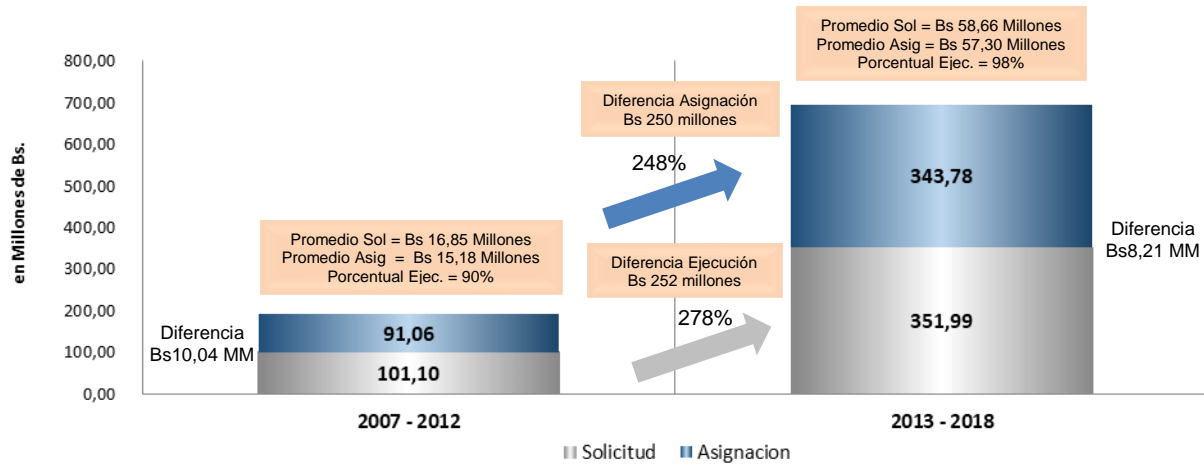 Promedio Sol = Bs 58,66 Millones
Promedio Asig = Bs 57,30 Millones
Porcentual Ejec. = 98%
en Millones de Bs.
800,00
700,00
600,00
500,00
400,00
300,00
200,00
100,00
0,00
Diferencia Asignación
Bs 250 millones
248%
343,78
Promedio Sol = Bs 16,85 Millones
Promedio Asig = Bs 15,18 Millones
Porcentual Ejec. = 90%
Diferencia Ejecución
Bs 252 millones
278%
Diferencia
Bs8,21 MM
Diferencia
Bs10,04 MM
91,06
101,10
351,99
2007 - 2012
2013 - 2018
Solicitud
Asignacion